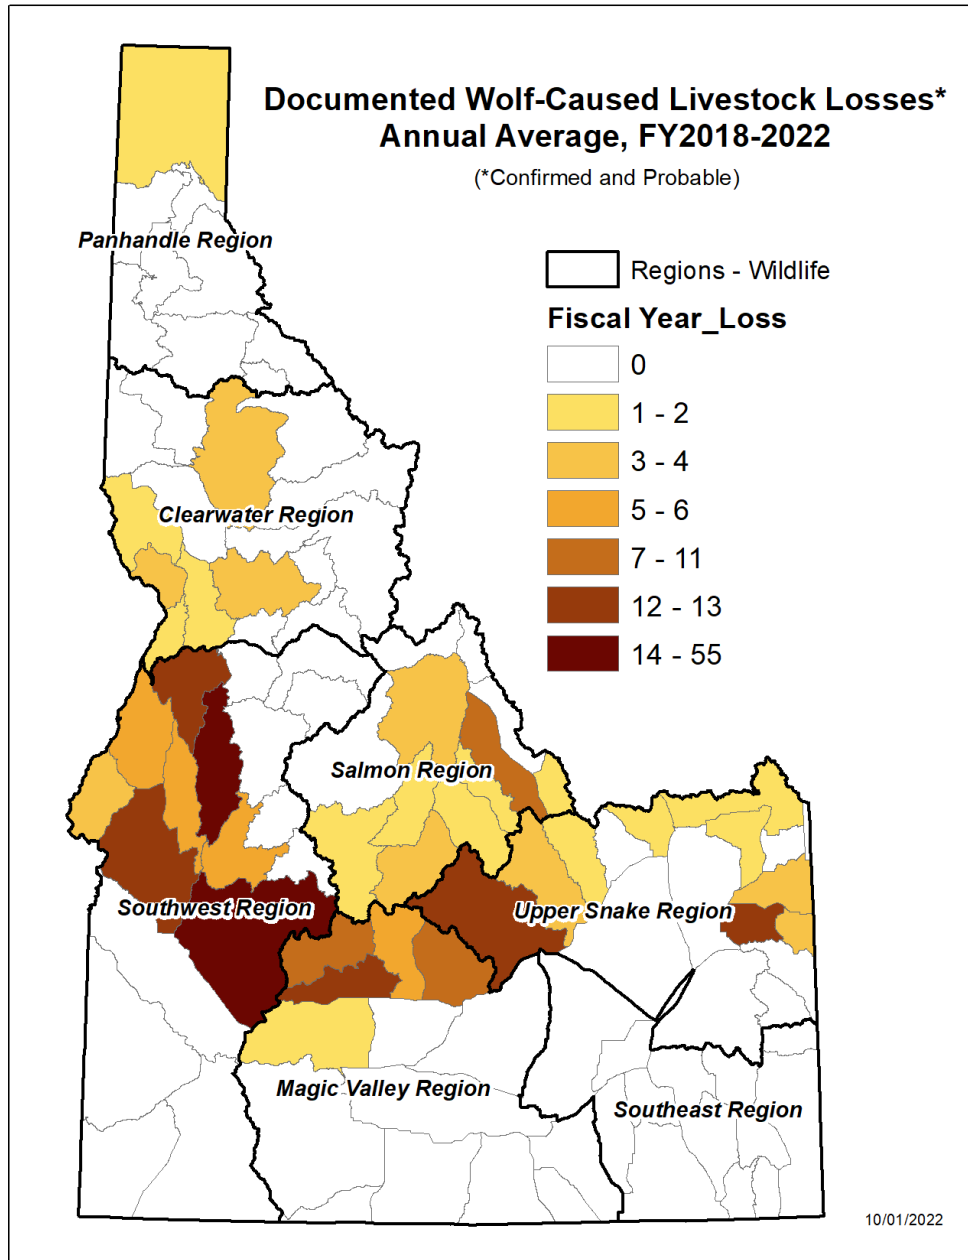 Documented Wolf-Caused Livestock Losses*
Annual Average, FY2018-2022
(*Confirmed and Probable)
Panhandle Region
Regions - Wildlife
Fiscal Year_Loss
0
1 - 2
3 - 4
5 - 6
7 - 11
12 - 13
14 - 55
Clearwater Region
Salmon Region
Southwest Region
Upper Snake Region
Magic Valley Region
Southeast Region
10/01/2022